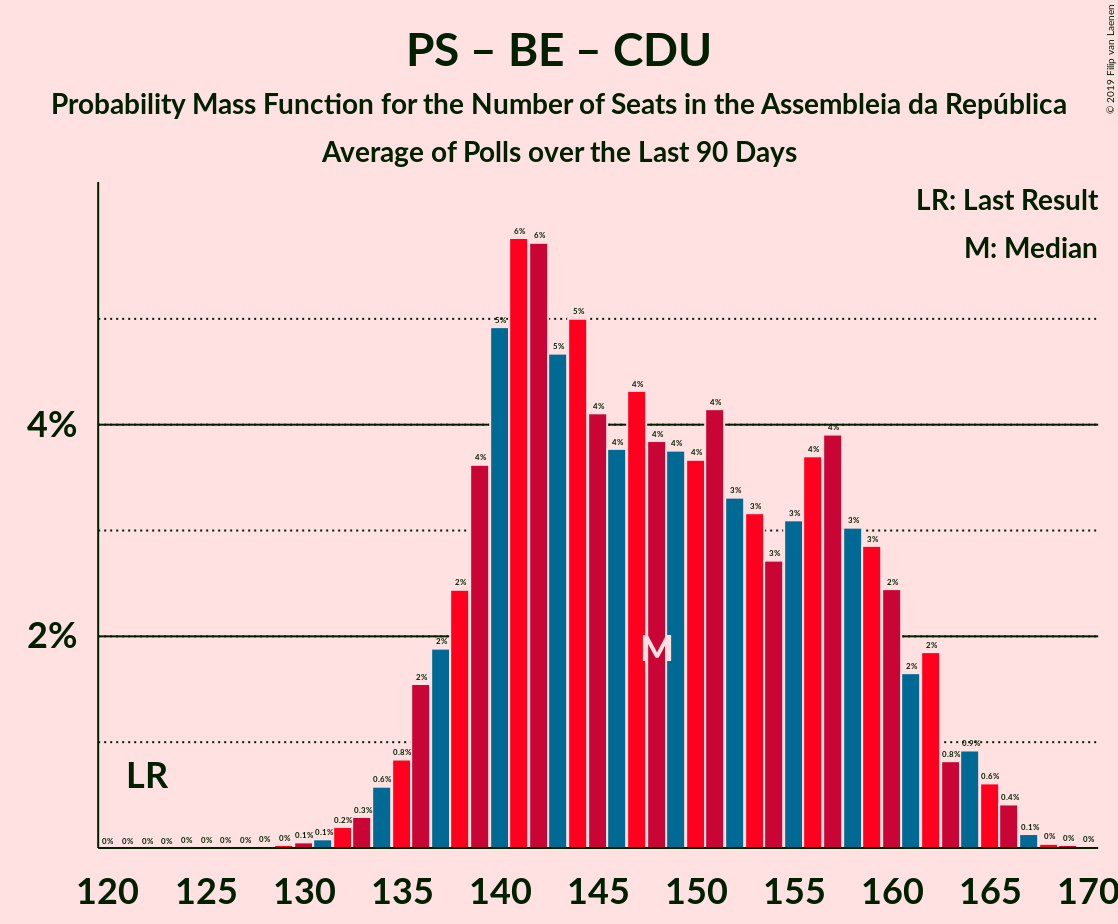 PS – BE – CDU
Probability Mass Function for the Number of Seats in the Assembleia da República
Average of Polls over the Last 90 Days
© 2019 Filip van Laenen
LR: Last Result
M: Median
4%
2%
LR
M
0% 0% 0% 0% 0% 0% 0% 0% 0% 0% 0.1% 0.1% 0.2% 0.3% 0.6% 0.8% 2% 2% 2% 4% 5% 6% 6% 5% 5% 4% 4% 4% 4% 4% 4% 4% 3% 3% 3% 3% 4% 4% 3% 3% 2% 2% 2% 0.8% 0.9% 0.6% 0.4% 0.1% 0% 0% 0%
120 125 130 135 140 145 150 155 160 165 170